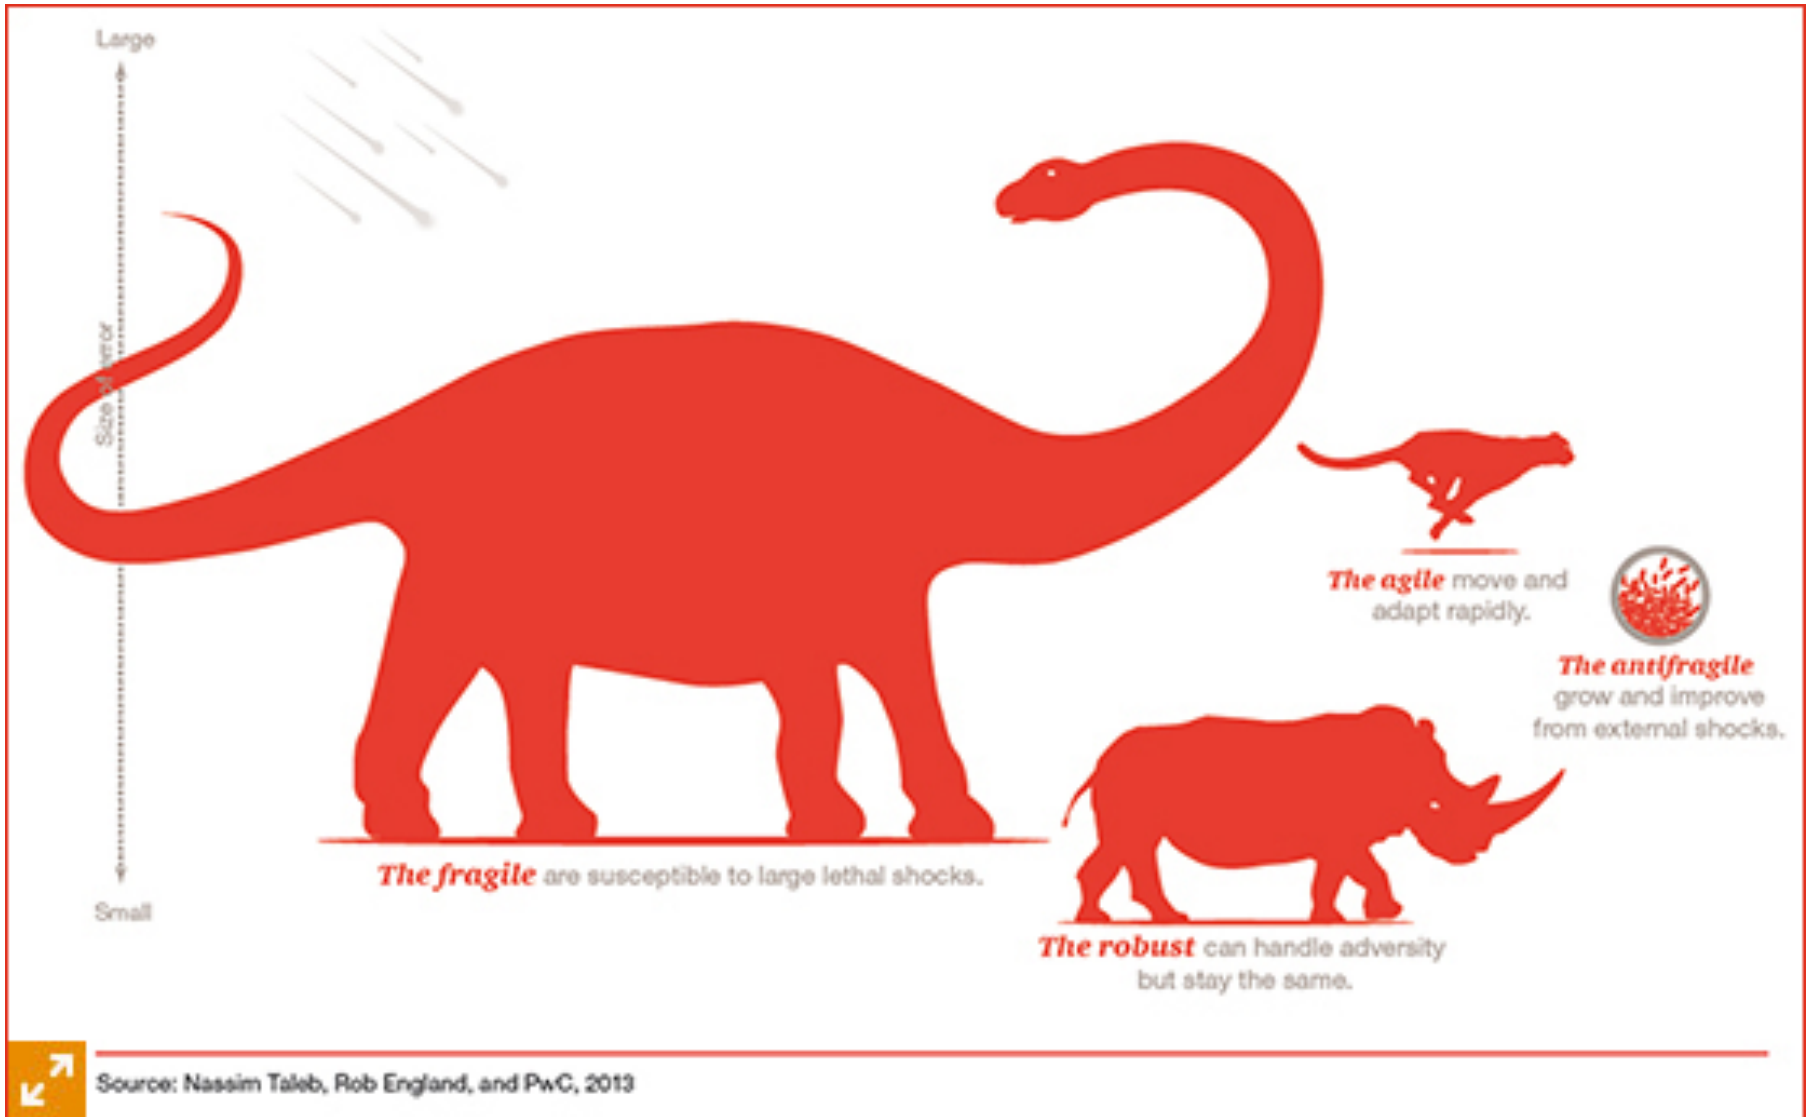 Large
Size of error
The agile move and
adapt rapidly.
The antifragile
grow and improve
from external shocks.
The fragile are susceptible to large lethal shocks.
Small
The robust can handle adversity
but stay the same.
Source: Nassim Taleb, Rob England, and PwC, 2013